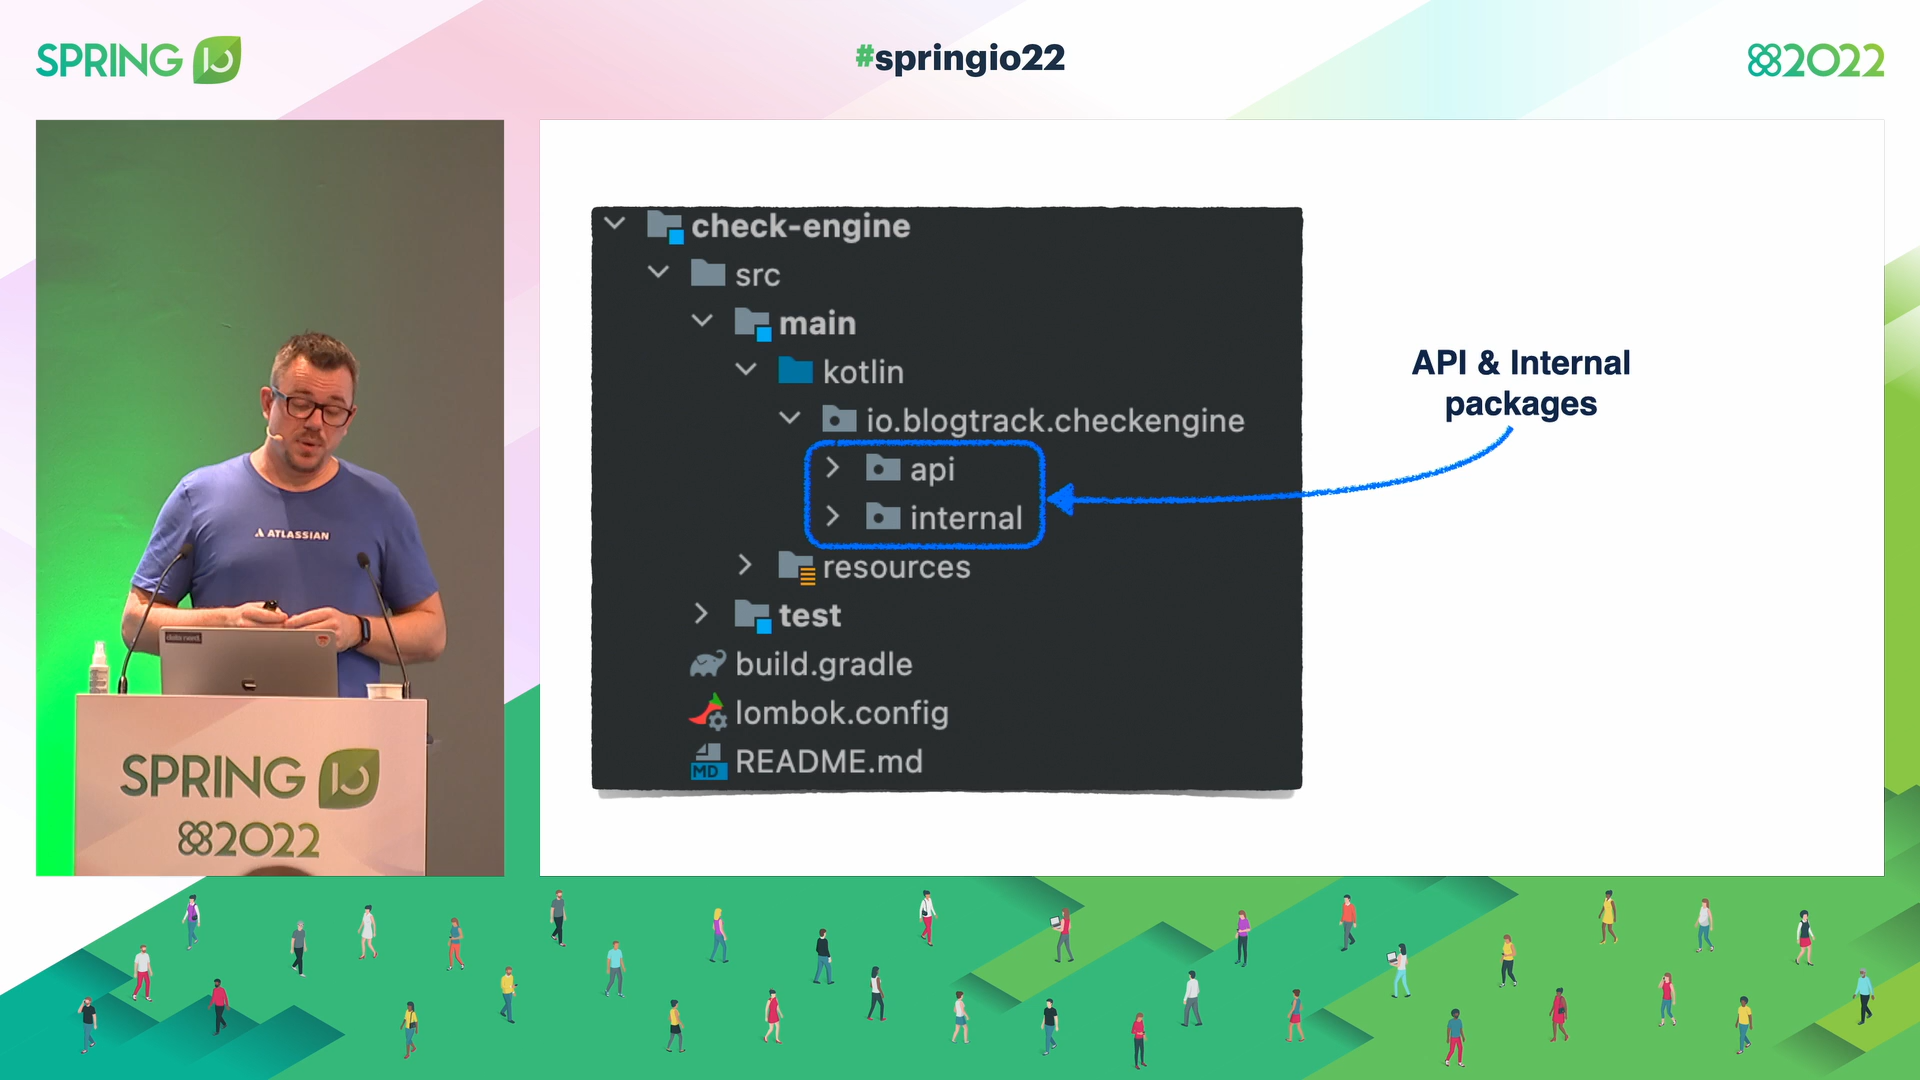 SPRING IO
#springio22
2022
check-engine
src
main
kotlin
io.blogtrack.checkengine
api
internal
resources
test
build.gradle
lombok.config
MD README.md
API & Internal
packages
ATLASSIAN
SPRING IO
2022